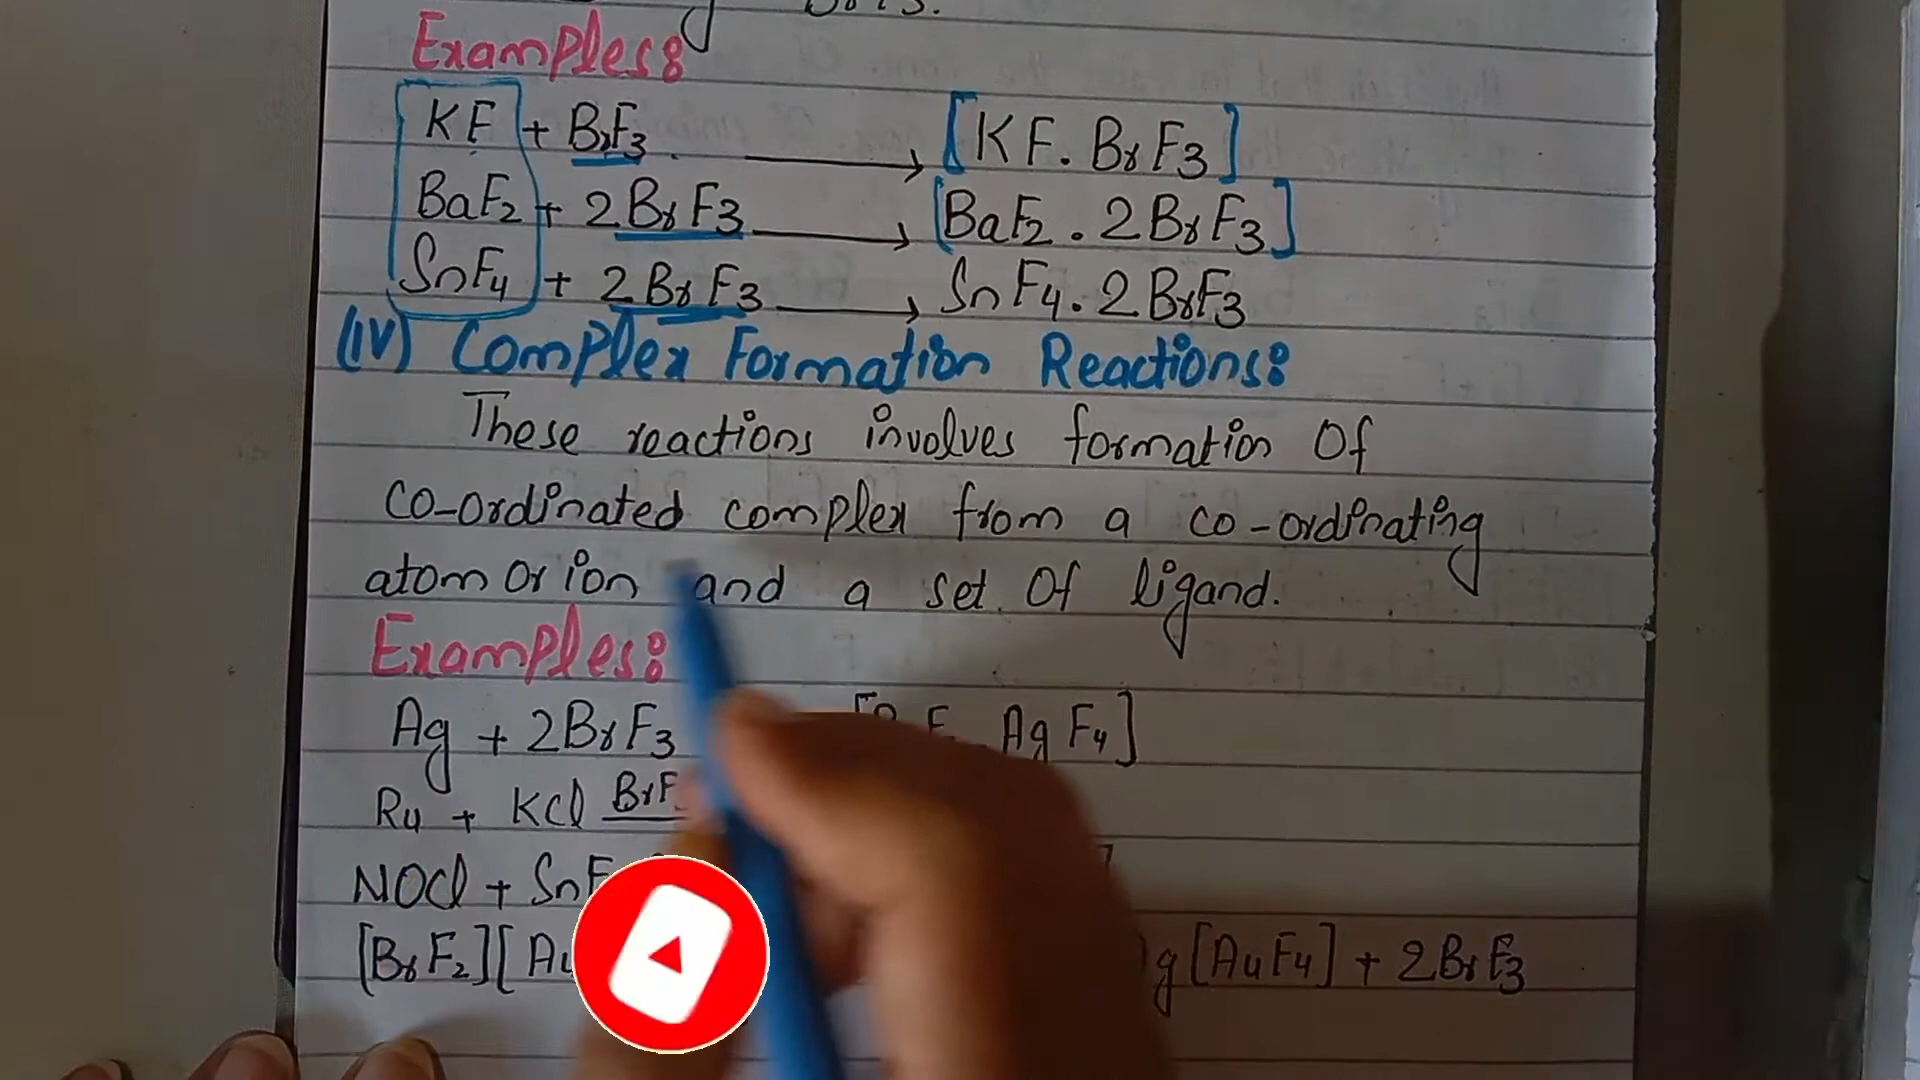 Examples:
KF + BrF3 ⟶ [KF. BrF3]
BaF2 + 2BrF3 ⟶ [BaF2 . 2BrF3]
SnF4 + 2BrF3 ⟶ SnF4. 2BrF3
(IV) Complex Formation Reactions:
These reactions involves formation Of
co-ordinated complex from a co-ordinating
atom or ion and a set Of ligand.
Examples:
Ag + 2BrF3 AgF4]
Ru + KCl BrF
NOCl + SnF
[BrF2][Au g[AuF4] + 2BrF3